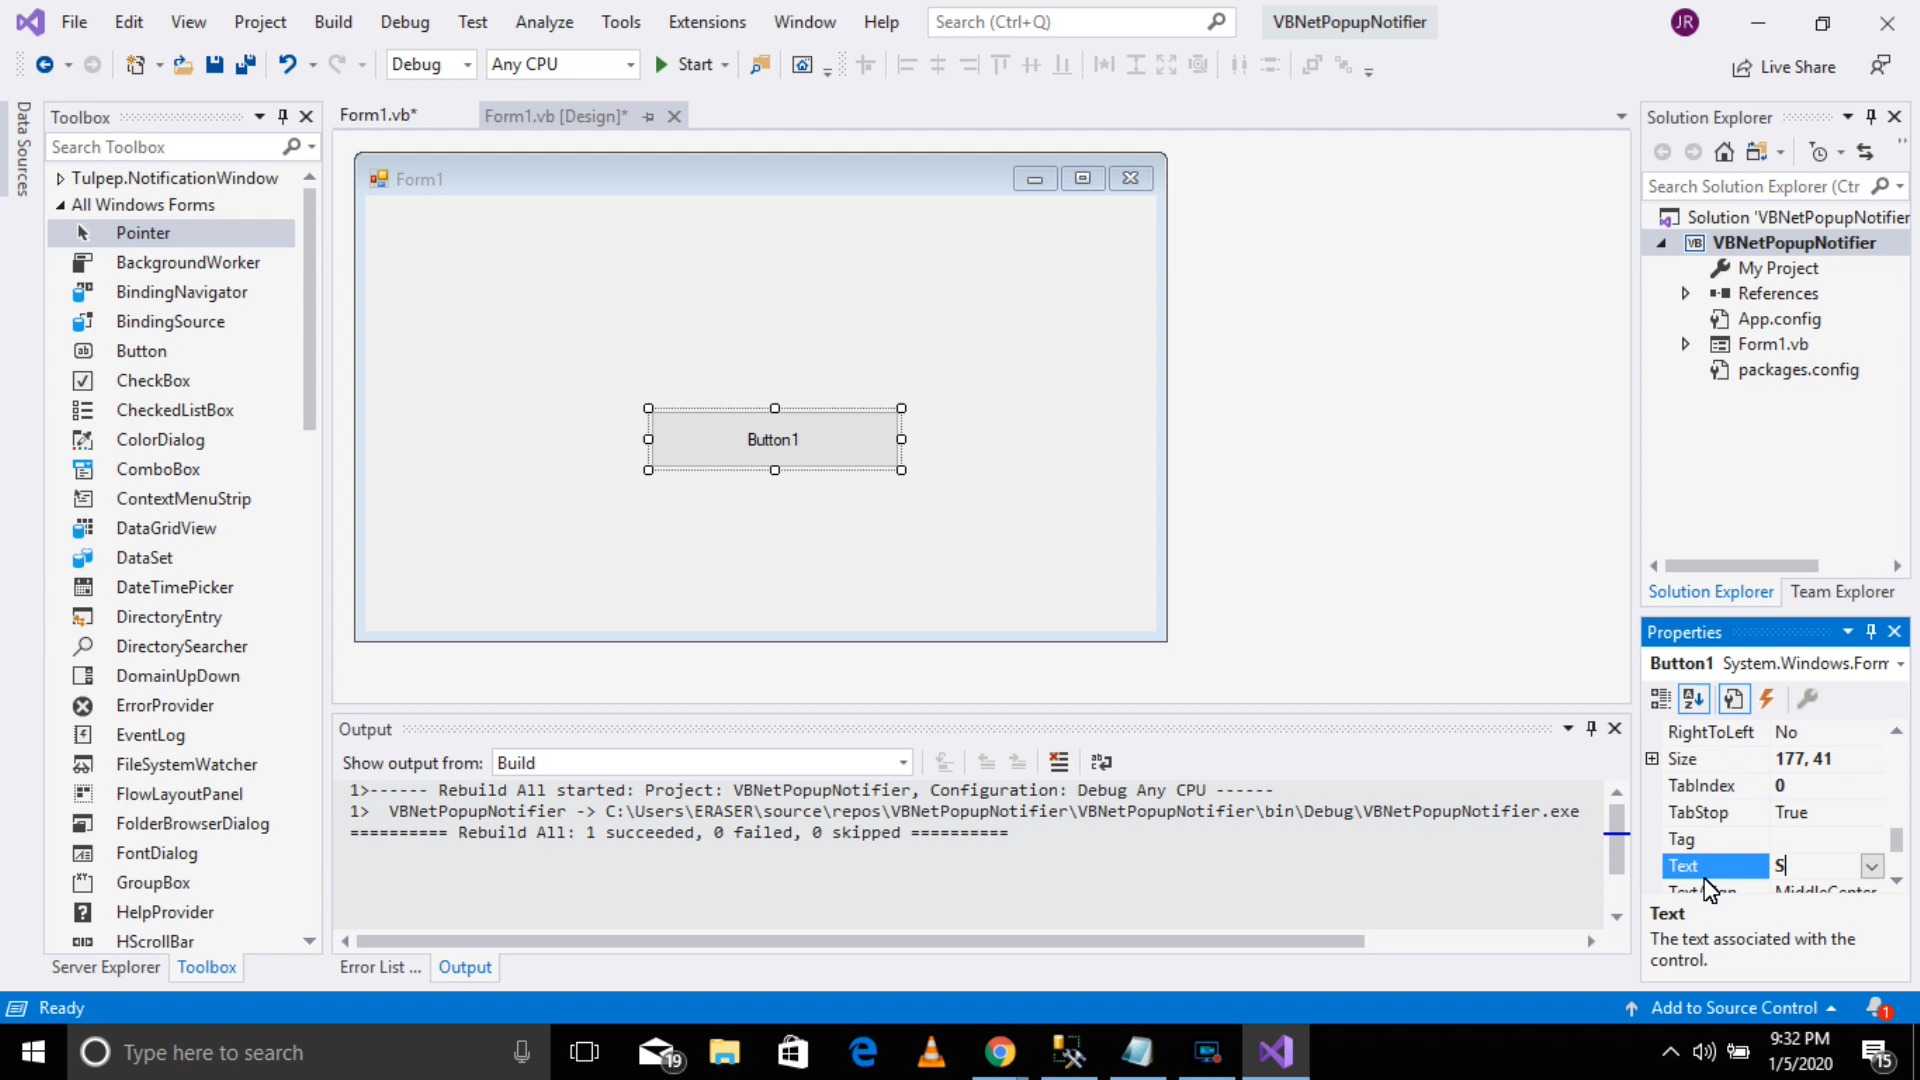 File Edit View Project Build Debug Test Analyze Tools Extensions Window Help Search (Ctrl+Q) VBNetPopupNotifier JR
Debug Any CPU Start Live Share
Data Sources
Toolbox
Search Toolbox
Tulpep.NotificationWindow
All Windows Forms
Pointer
BackgroundWorker
BindingNavigator
BindingSource
Button
CheckBox
CheckedListBox
ColorDialog
ComboBox
ContextMenuStrip
DataGridView
DataSet
DateTimePicker
DirectoryEntry
DirectorySearcher
DomainUpDown
ErrorProvider
EventLog
FileSystemWatcher
FlowLayoutPanel
FolderBrowserDialog
FontDialog
GroupBox
HelpProvider
HScrollBar
Server Explorer Toolbox
Form1.vb* Form1.vb [Design]*
Form1
Button1
Output
Show output from: Build
1>------ Rebuild All started: Project: VBNetPopupNotifier, Configuration: Debug Any CPU ------
1>  VBNetPopupNotifier -> C:\Users\ERASER\source\repos\VBNetPopupNotifier\VBNetPopupNotifier\bin\Debug\VBNetPopupNotifier.exe
========== Rebuild All: 1 succeeded, 0 failed, 0 skipped ==========
Error List ... Output
Solution Explorer
Search Solution Explorer (Ctr
Solution 'VBNetPopupNotifier
VB VBNetPopupNotifier
My Project
References
App.config
Form1.vb
packages.config
Solution Explorer Team Explorer
Properties
Button1 System.Windows.Form
RightToLeft No
Size 177, 41
TabIndex 0
TabStop True
Tag
Text S
MiddleCenter
Text
The text associated with the
control.
Ready Add to Source Control 1
Type here to search 19 9:32 PM
1/5/2020 15